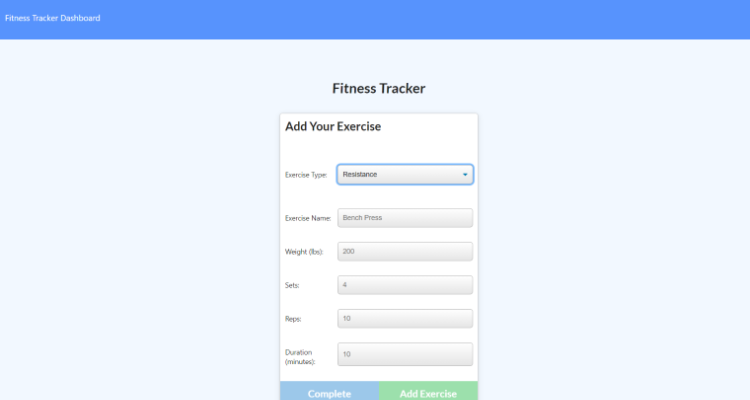 Fitness Tracker Dashboard
Fitness Tracker
Add Your Exercise
Exercise Type: Resistance
Exercise Name: Bench Press
Weight (lbs): 200
Sets: 4
Reps: 10
Duration (minutes): 10
Complete Add Exercise